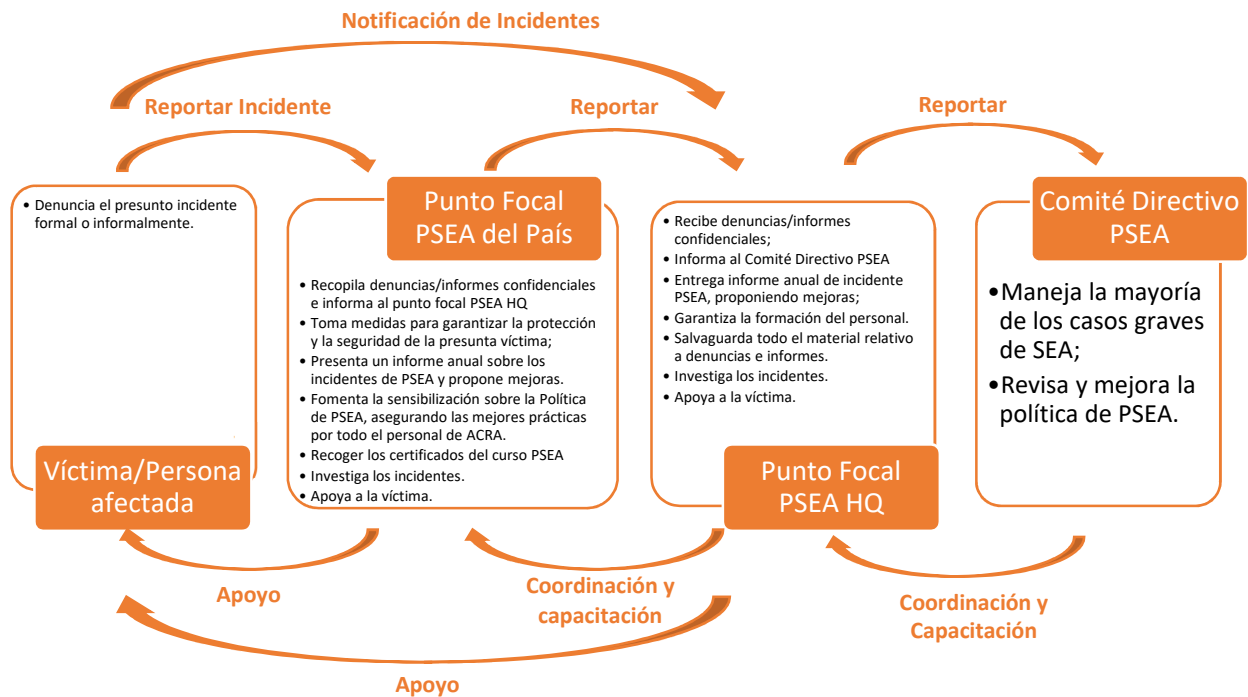 Notificación de Incidentes
Reportar Incidente
Reportar
Reportar
• Denuncia el presunto incidente
formal o informalmente.
Víctima/Persona
afectada
Punto Focal
PSEA del País
• Recopila denuncias/informes confidenciales
e informa al punto focal PSEA HQ
• Toma medidas para garantizar la protección
y la seguridad de la presunta víctima;
• Presenta un informe anual sobre los
incidentes de PSEA y propone mejoras.
• Fomenta la sensibilización sobre la Política
de PSEA, asegurando las mejores prácticas
por todo el personal de ACRA.
• Recoger los certificados del curso PSEA
• Investiga los incidentes.
• Apoya a la víctima.
• Recibe denuncias/informes
confidenciales;
• Informa al Comité Directivo PSEA
• Entrega informe anual de incidente
PSEA, proponiendo mejoras;
• Garantiza la formación del personal.
• Salvaguarda todo el material relativo
a denuncias e informes.
• Investiga los incidentes.
• Apoya a la víctima.
Punto Focal
PSEA HQ
Comité Directivo
PSEA
•Maneja la mayoría
de los casos graves
de SEA;
•Revisa y mejora la
política de PSEA.
Apoyo
Coordinación y
capacitación
Coordinación y
Capacitación
Apoyo